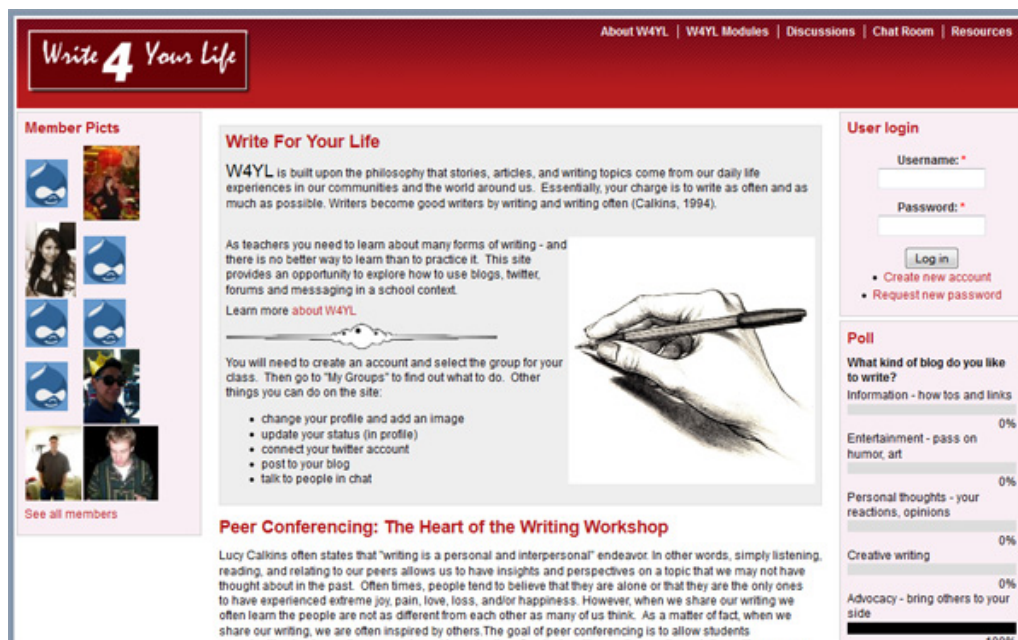 Write 4 Your Life
About W4YL | W4YL Modules | Discussions | Chat Room | Resources
Member Picts
See all members
Write For Your Life
W4YL is built upon the philosophy that stories, articles, and writing topics come from our daily life
experiences in our communities and the world around us. Essentially, your charge is to write as often and as
much as possible. Writers become good writers by writing and writing often (Calkins, 1994).
As teachers you need to learn about many forms of writing - and
there is no better way to learn than to practice it. This site
provides an opportunity to explore how to use blogs, twitter,
forums and messaging in a school context.
Learn more about W4YL
You will need to create an account and select the group for your
class. Then go to "My Groups" to find out what to do. Other
things you can do on the site:
• change your profile and add an image
• update your status (in profile)
• connect your twitter account
• post to your blog
• talk to people in chat
Peer Conferencing: The Heart of the Writing Workshop
Lucy Calkins often states that "writing is a personal and interpersonal" endeavor. In other words, simply listening,
reading, and relating to our peers allows us to have insights and perspectives on a topic that we may not have
thought about in the past. Often times, people tend to believe that they are alone or that they are the only ones
to have experienced extreme joy, pain, love, loss, and/or happiness. However, when we share our writing we
often learn the people are not as different from each other as many of us think. As a matter of fact, when we
share our writing, we are often inspired by others.The goal of peer conferencing is to allow students
User login
Username: *
Password: *
Log in
• Create new account
• Request new password
Poll
What kind of blog do you like
to write?
Information - how tos and links
0%
Entertainment - pass on
humor, art
0%
Personal thoughts - your
reactions, opinions
0%
Creative writing
0%
Advocacy - bring others to your
side
100%